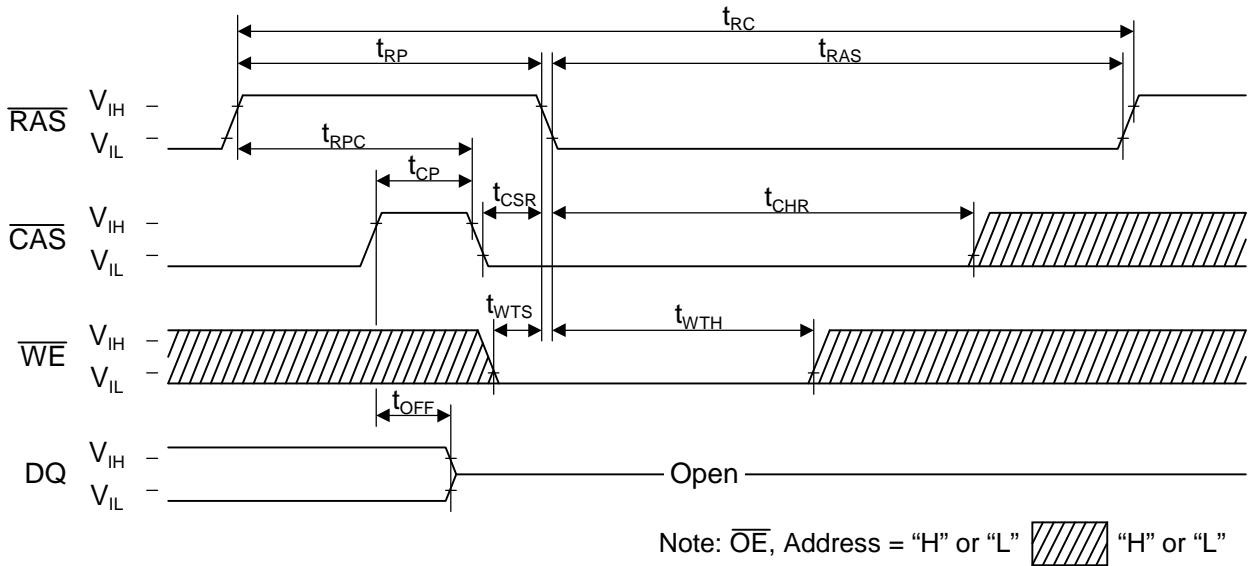 tRC
tRP
tRAS
RAS
VIH
VIL
tRPC
tCP
tCSR
tCHR
CAS
VIH
VIL
tWTS
tWTH
WE
VIH
VIL
tOFF
DQ
VIH
VIL
Open
Note: OE, Address = “H” or “L” “H” or “L”